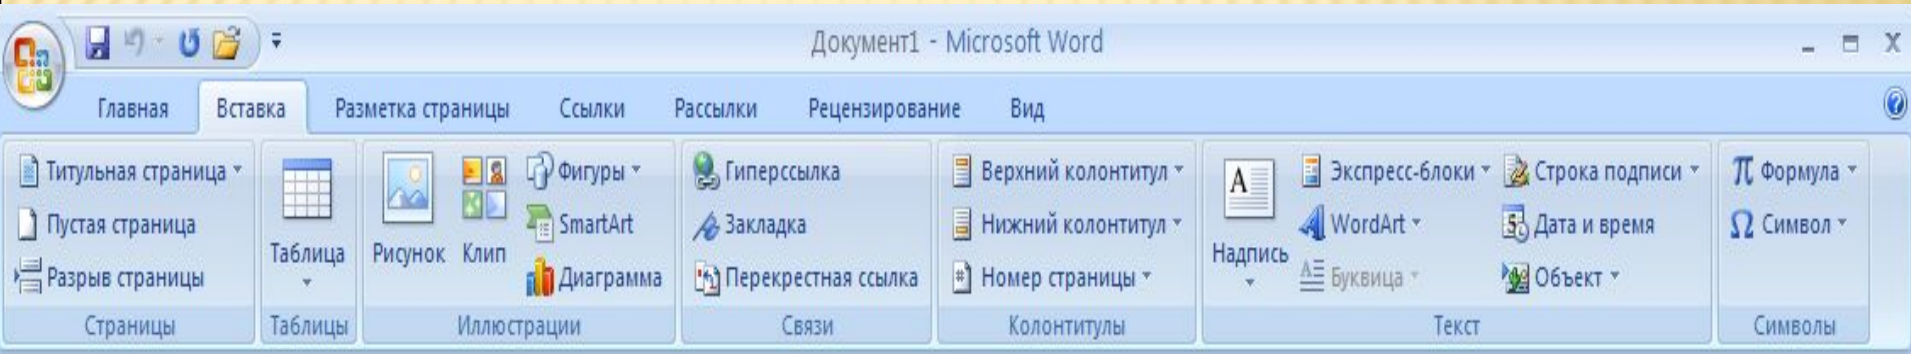 Документ1 - Microsoft Word
Главная Вставка Разметка страницы Ссылки Рассылки Рецензирование Вид
Титульная страница
Пустая страница
Разрыв страницы
Страницы
Таблица
Таблицы
Рисунок Клип
Фигуры
SmartArt
Диаграмма
Иллюстрации
Гиперссылка
Закладка
Перекрестная ссылка
Связи
Верхний колонтитул
Нижний колонтитул
Номер страницы
Колонтитулы
Надпись
Экспресс-блоки
WordArt
Буквица
Строка подписи
Дата и время
Объект
Текст
π Формула
Ω Символ
Символы